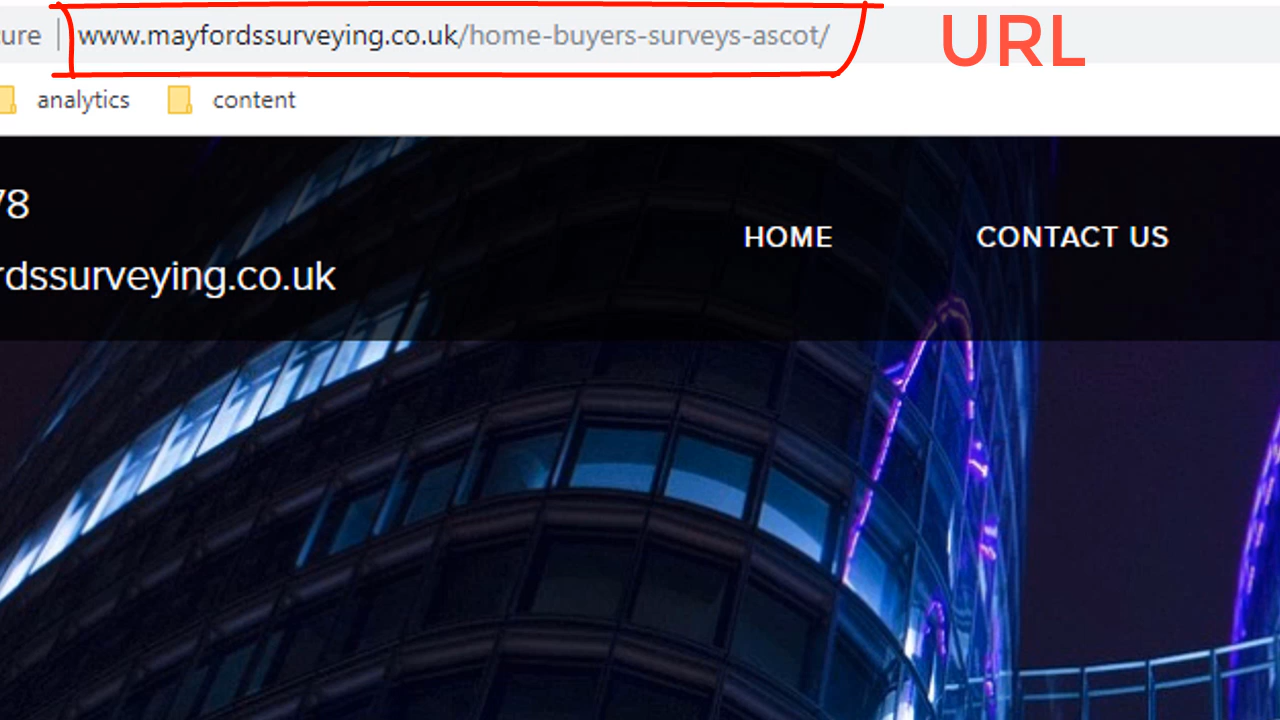 ure | www.mayfordssurveying.co.uk/home-buyers-surveys-ascot/
URL
analytics content
78
rdssurveying.co.uk
HOME CONTACT US